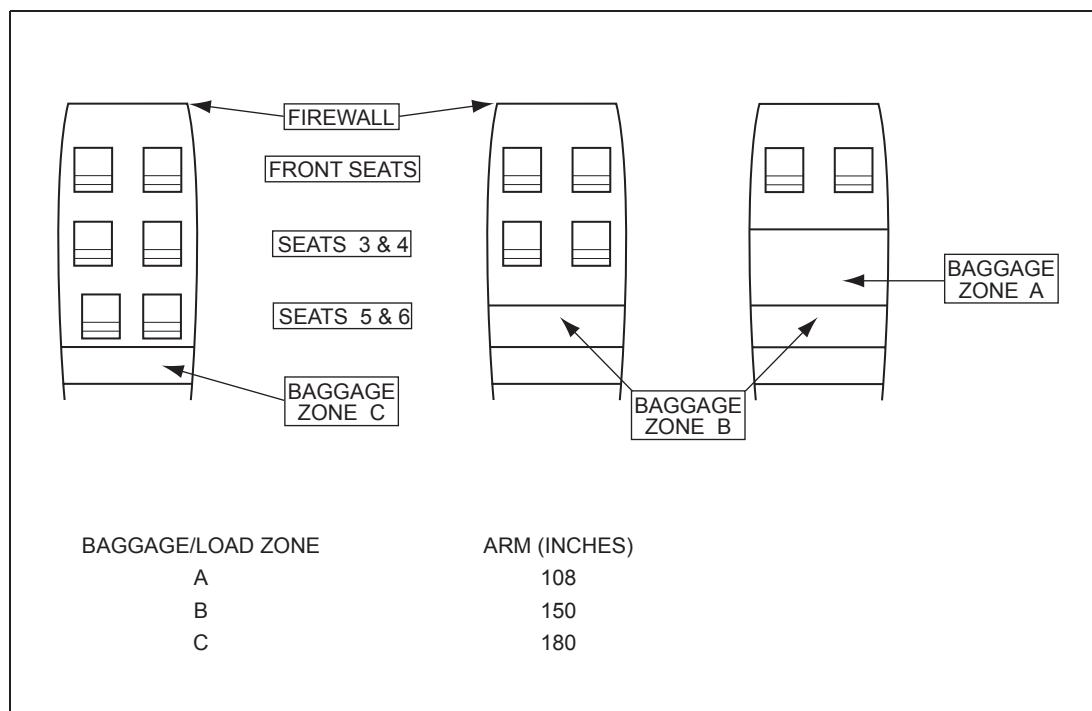 FIREWALL
FRONT SEATS
SEATS 3 & 4
BAGGAGE
ZONE A
SEATS 5 & 6
BAGGAGE
ZONE C
BAGGAGE
ZONE B
BAGGAGE/LOAD ZONE ARM (INCHES)
A 108
B 150
C 180